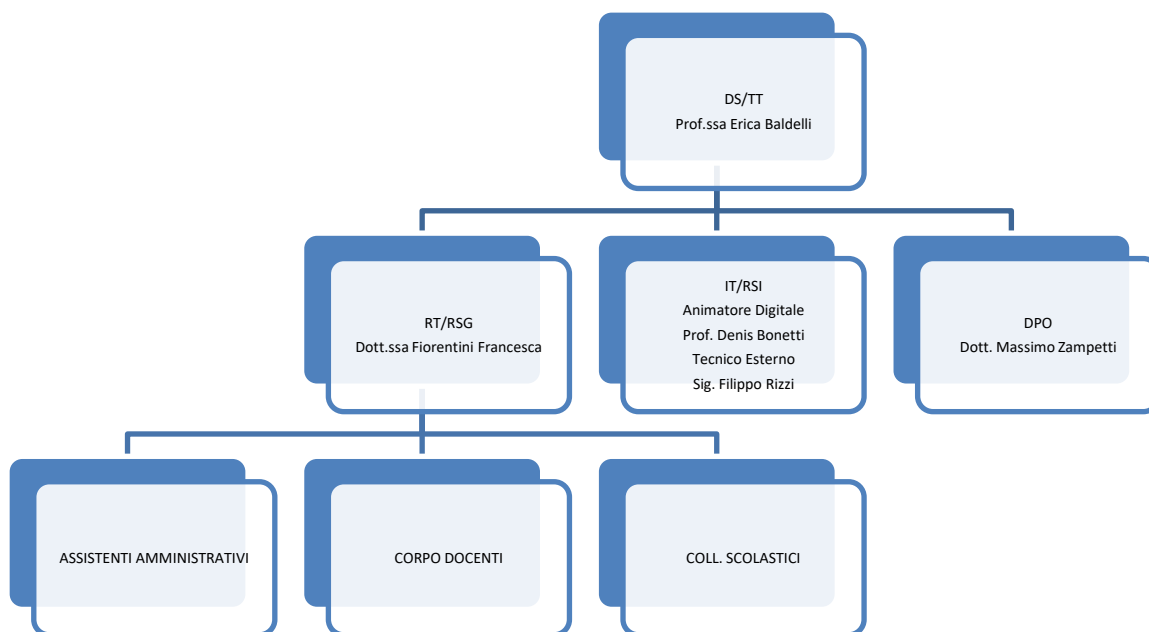 DS/TT
Prof.ssa Erica Baldelli
RT/RSG
Dott.ssa Fiorentini Francesca
IT/RSI
Animatore Digitale
Prof. Denis Bonetti
Tecnico Esterno
Sig. Filippo Rizzi
DPO
Dott. Massimo Zampetti
ASSISTENTI AMMINISTRATIVI
CORPO DOCENTI
COLL. SCOLASTICI